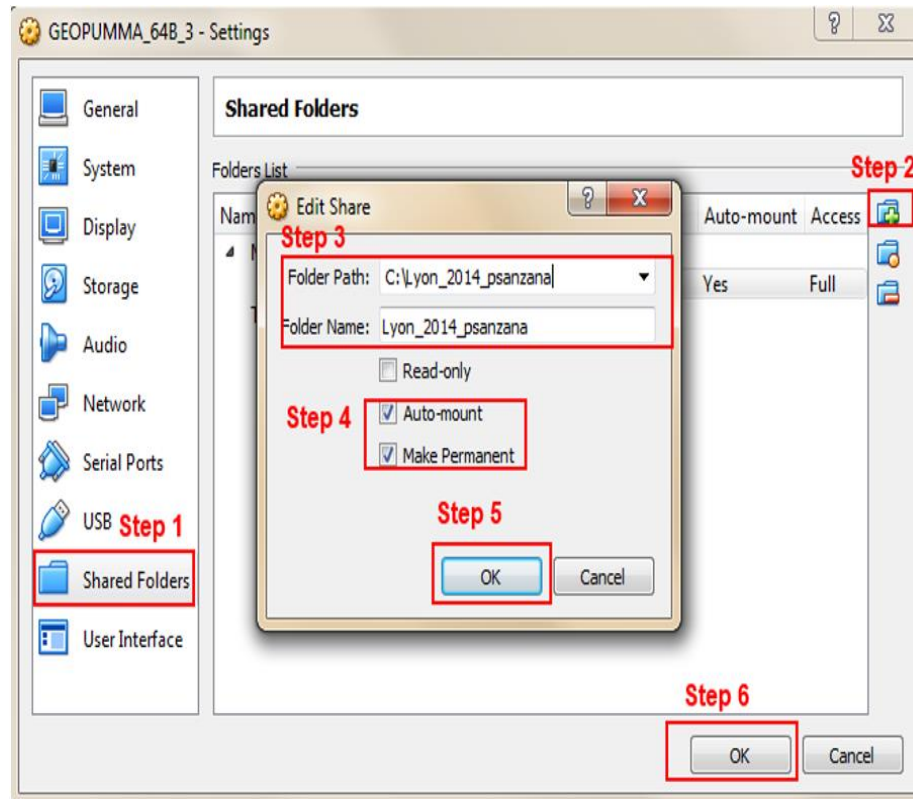 GEOPUMMA_64B_3 - Settings
General
System
Display
Storage
Audio
Network
Serial Ports
USB
Step 1
Shared Folders
User Interface
Shared Folders
Folders List
Step 2
Nam
Auto-mount
Access
Yes
Full
Edit Share
Step 3
Folder Path: C:\Lyon_2014_psanzana
Folder Name: Lyon_2014_psanzana
Read-only
Step 4
Auto-mount
Make Permanent
Step 5
OK
Cancel
Step 6
OK
Cancel